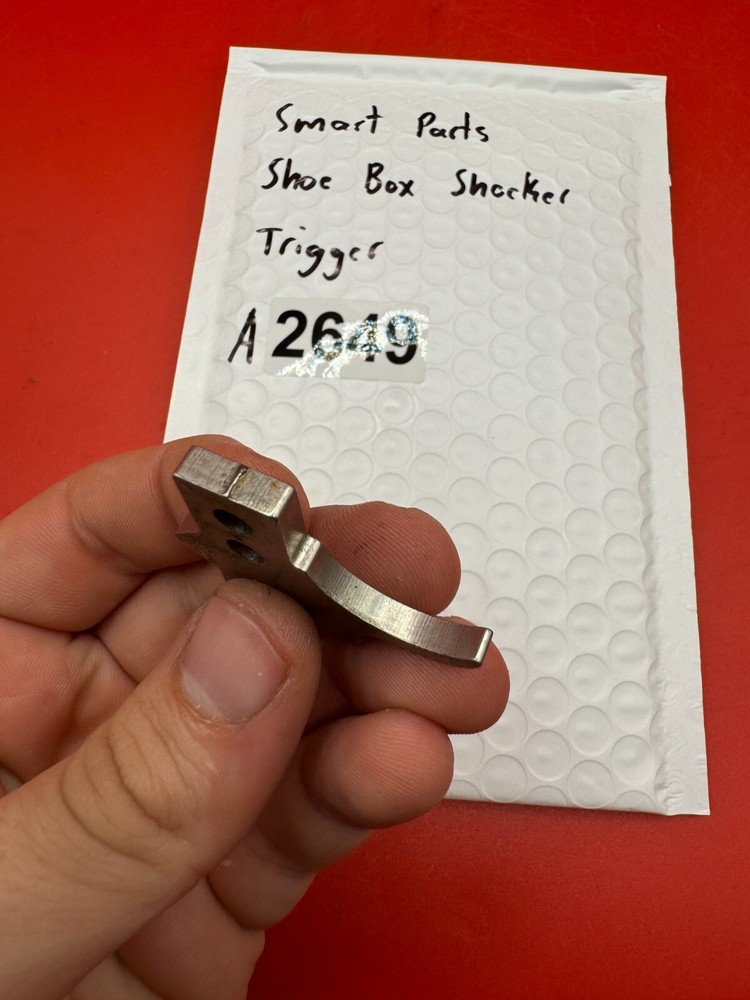 Smart Parts
Shoe Box Shocker
Trigger
A 2649